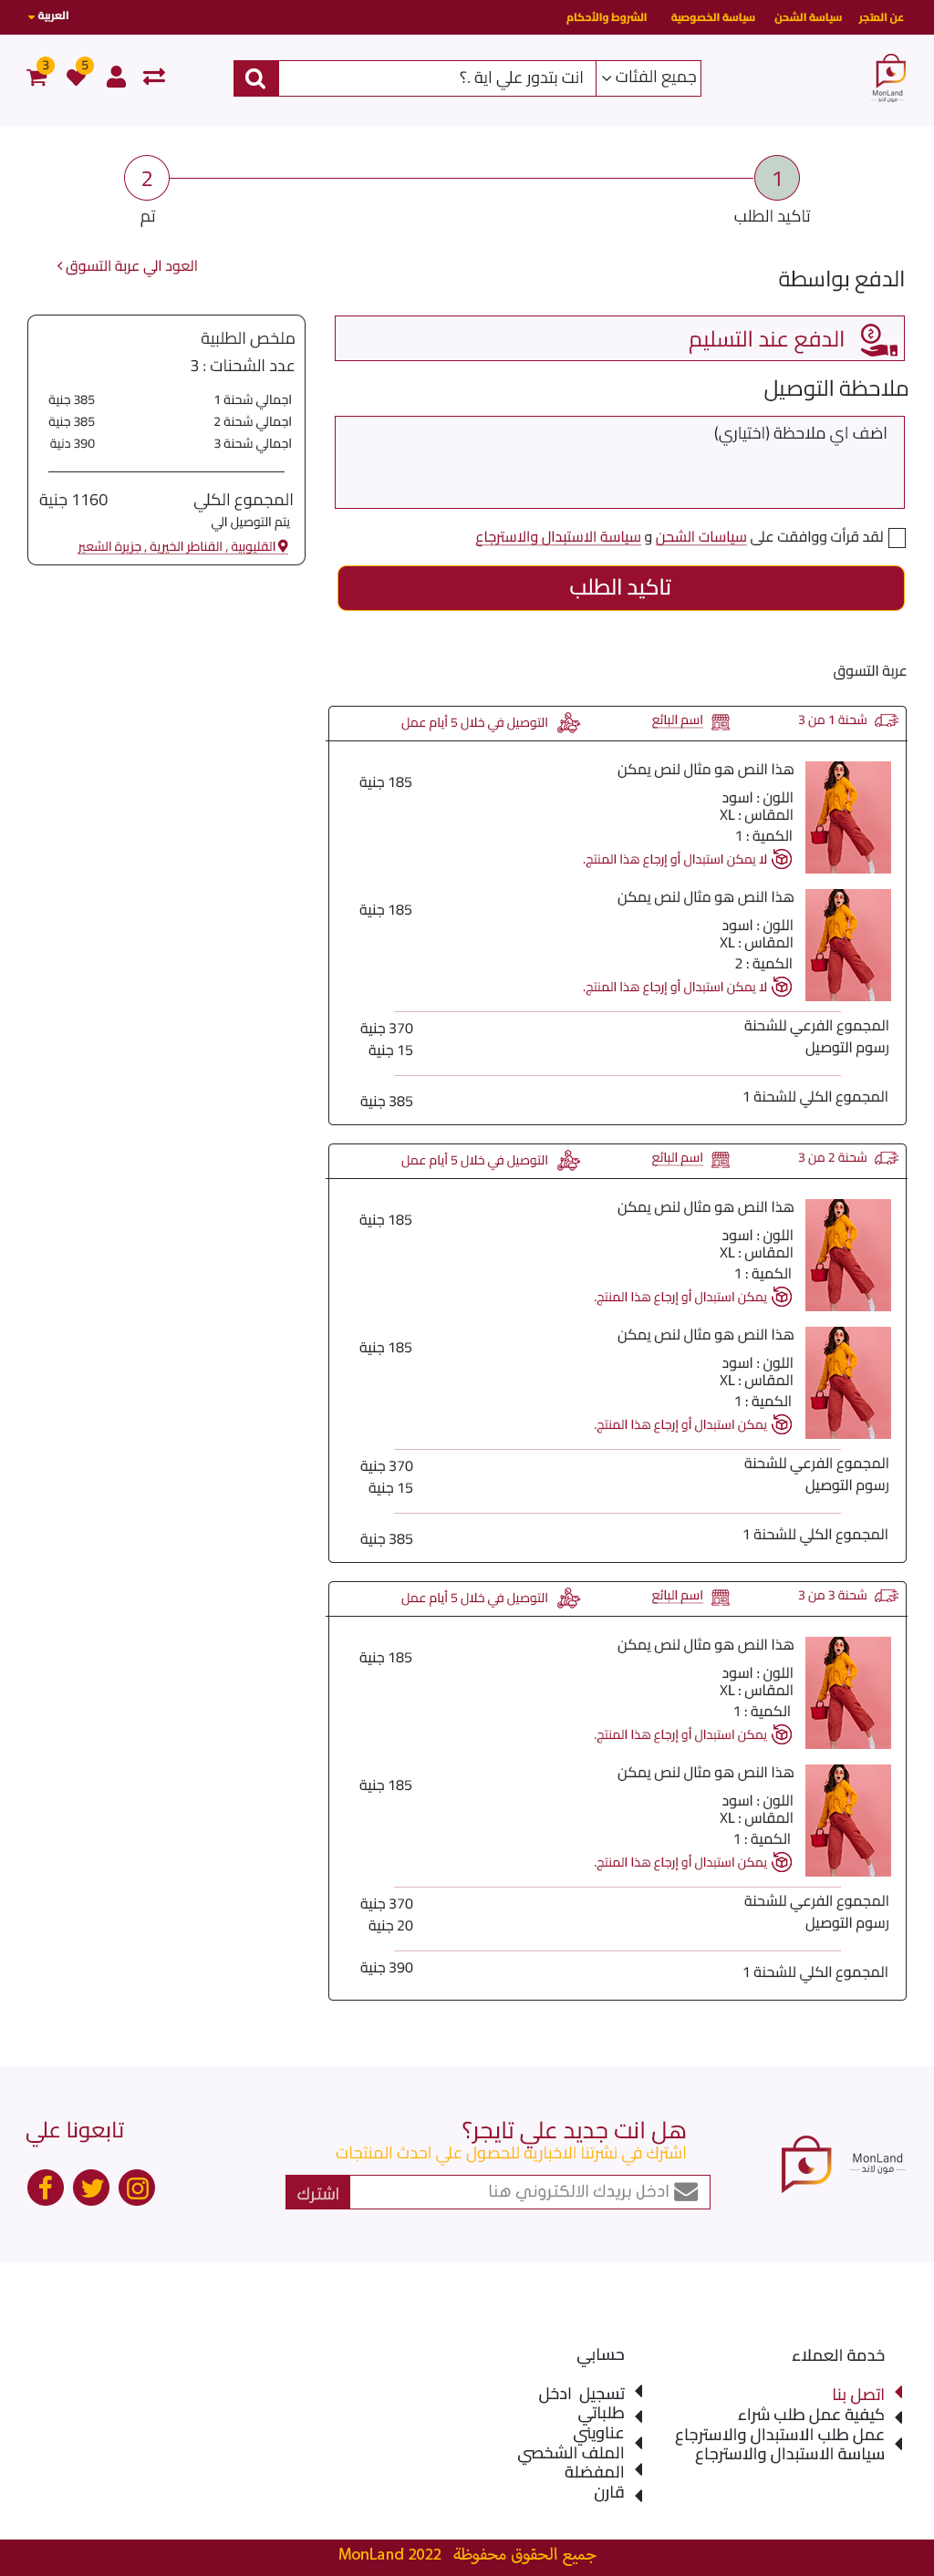 عن المتجر سياسة الشحن سياسة الخصوصية الشروط والأحكام العربية
MonLand
مون لاند
جميع الفئات انت بتدور علي اية .؟
5 3
1 2
تاكيد الطلب تم
الدفع بواسطة
العود الي عربة التسوق
الدفع عند التسليم
ملاحظة التوصيل
اضف اي ملاحظة (اختياري)
لقد قرأت ووافقت على سياسات الشحن و سياسة الاستبدال والاسترجاع
تاكيد الطلب
ملخص الطلبية
عدد الشحنات : 3
اجمالي شحنة 1 385 جنية
اجمالي شحنة 2 385 جنية
اجمالي شحنة 3 390 دنية
المجموع الكلي 1160 جنية
يتم التوصيل الي
القليوبية , القناطر الخيرية , جزيرة الشعير
عربة التسوق
شحنة 1 من 3 اسم البائع التوصيل في خلال 5 أيام عمل
هذا النص هو مثال لنص يمكن 185 جنية
اللون : اسود
المقاس : XL
الكمية : 1
لا يمكن استبدال أو إرجاع هذا المنتج.
هذا النص هو مثال لنص يمكن 185 جنية
اللون : اسود
المقاس : XL
الكمية : 2
لا يمكن استبدال أو إرجاع هذا المنتج.
المجموع الفرعي للشحنة 370 جنية
رسوم التوصيل 15 جنية
المجموع الكلي للشحنة 1 385 جنية
شحنة 2 من 3 اسم البائع التوصيل في خلال 5 أيام عمل
هذا النص هو مثال لنص يمكن 185 جنية
اللون : اسود
المقاس : XL
الكمية : 1
يمكن استبدال أو إرجاع هذا المنتج.
هذا النص هو مثال لنص يمكن 185 جنية
اللون : اسود
المقاس : XL
الكمية : 1
يمكن استبدال أو إرجاع هذا المنتج.
المجموع الفرعي للشحنة 370 جنية
رسوم التوصيل 15 جنية
المجموع الكلي للشحنة 1 385 جنية
شحنة 3 من 3 اسم البائع التوصيل في خلال 5 أيام عمل
هذا النص هو مثال لنص يمكن 185 جنية
اللون : اسود
المقاس : XL
الكمية : 1
يمكن استبدال أو إرجاع هذا المنتج.
هذا النص هو مثال لنص يمكن 185 جنية
اللون : اسود
المقاس : XL
الكمية : 1
يمكن استبدال أو إرجاع هذا المنتج.
المجموع الفرعي للشحنة 370 جنية
رسوم التوصيل 20 جنية
المجموع الكلي للشحنة 1 390 جنية
MonLand
مون لاند
هل انت جديد علي تايجر؟
اشترك في نشرتنا الاخبارية للحصول علي احدث المنتجات
ادخل بريدك الالكتروني هنا اشترك
تابعونا علي
خدمة العملاء
اتصل بنا
كيفية عمل طلب شراء
عمل طلب الاستبدال والاسترجاع
سياسة الاستبدال والاسترجاع
حسابي
تسجيل ادخل
طلباتي
عناويني
الملف الشخصي
المفضلة
قارن
جميع الحقوق محفوظة MonLand 2022